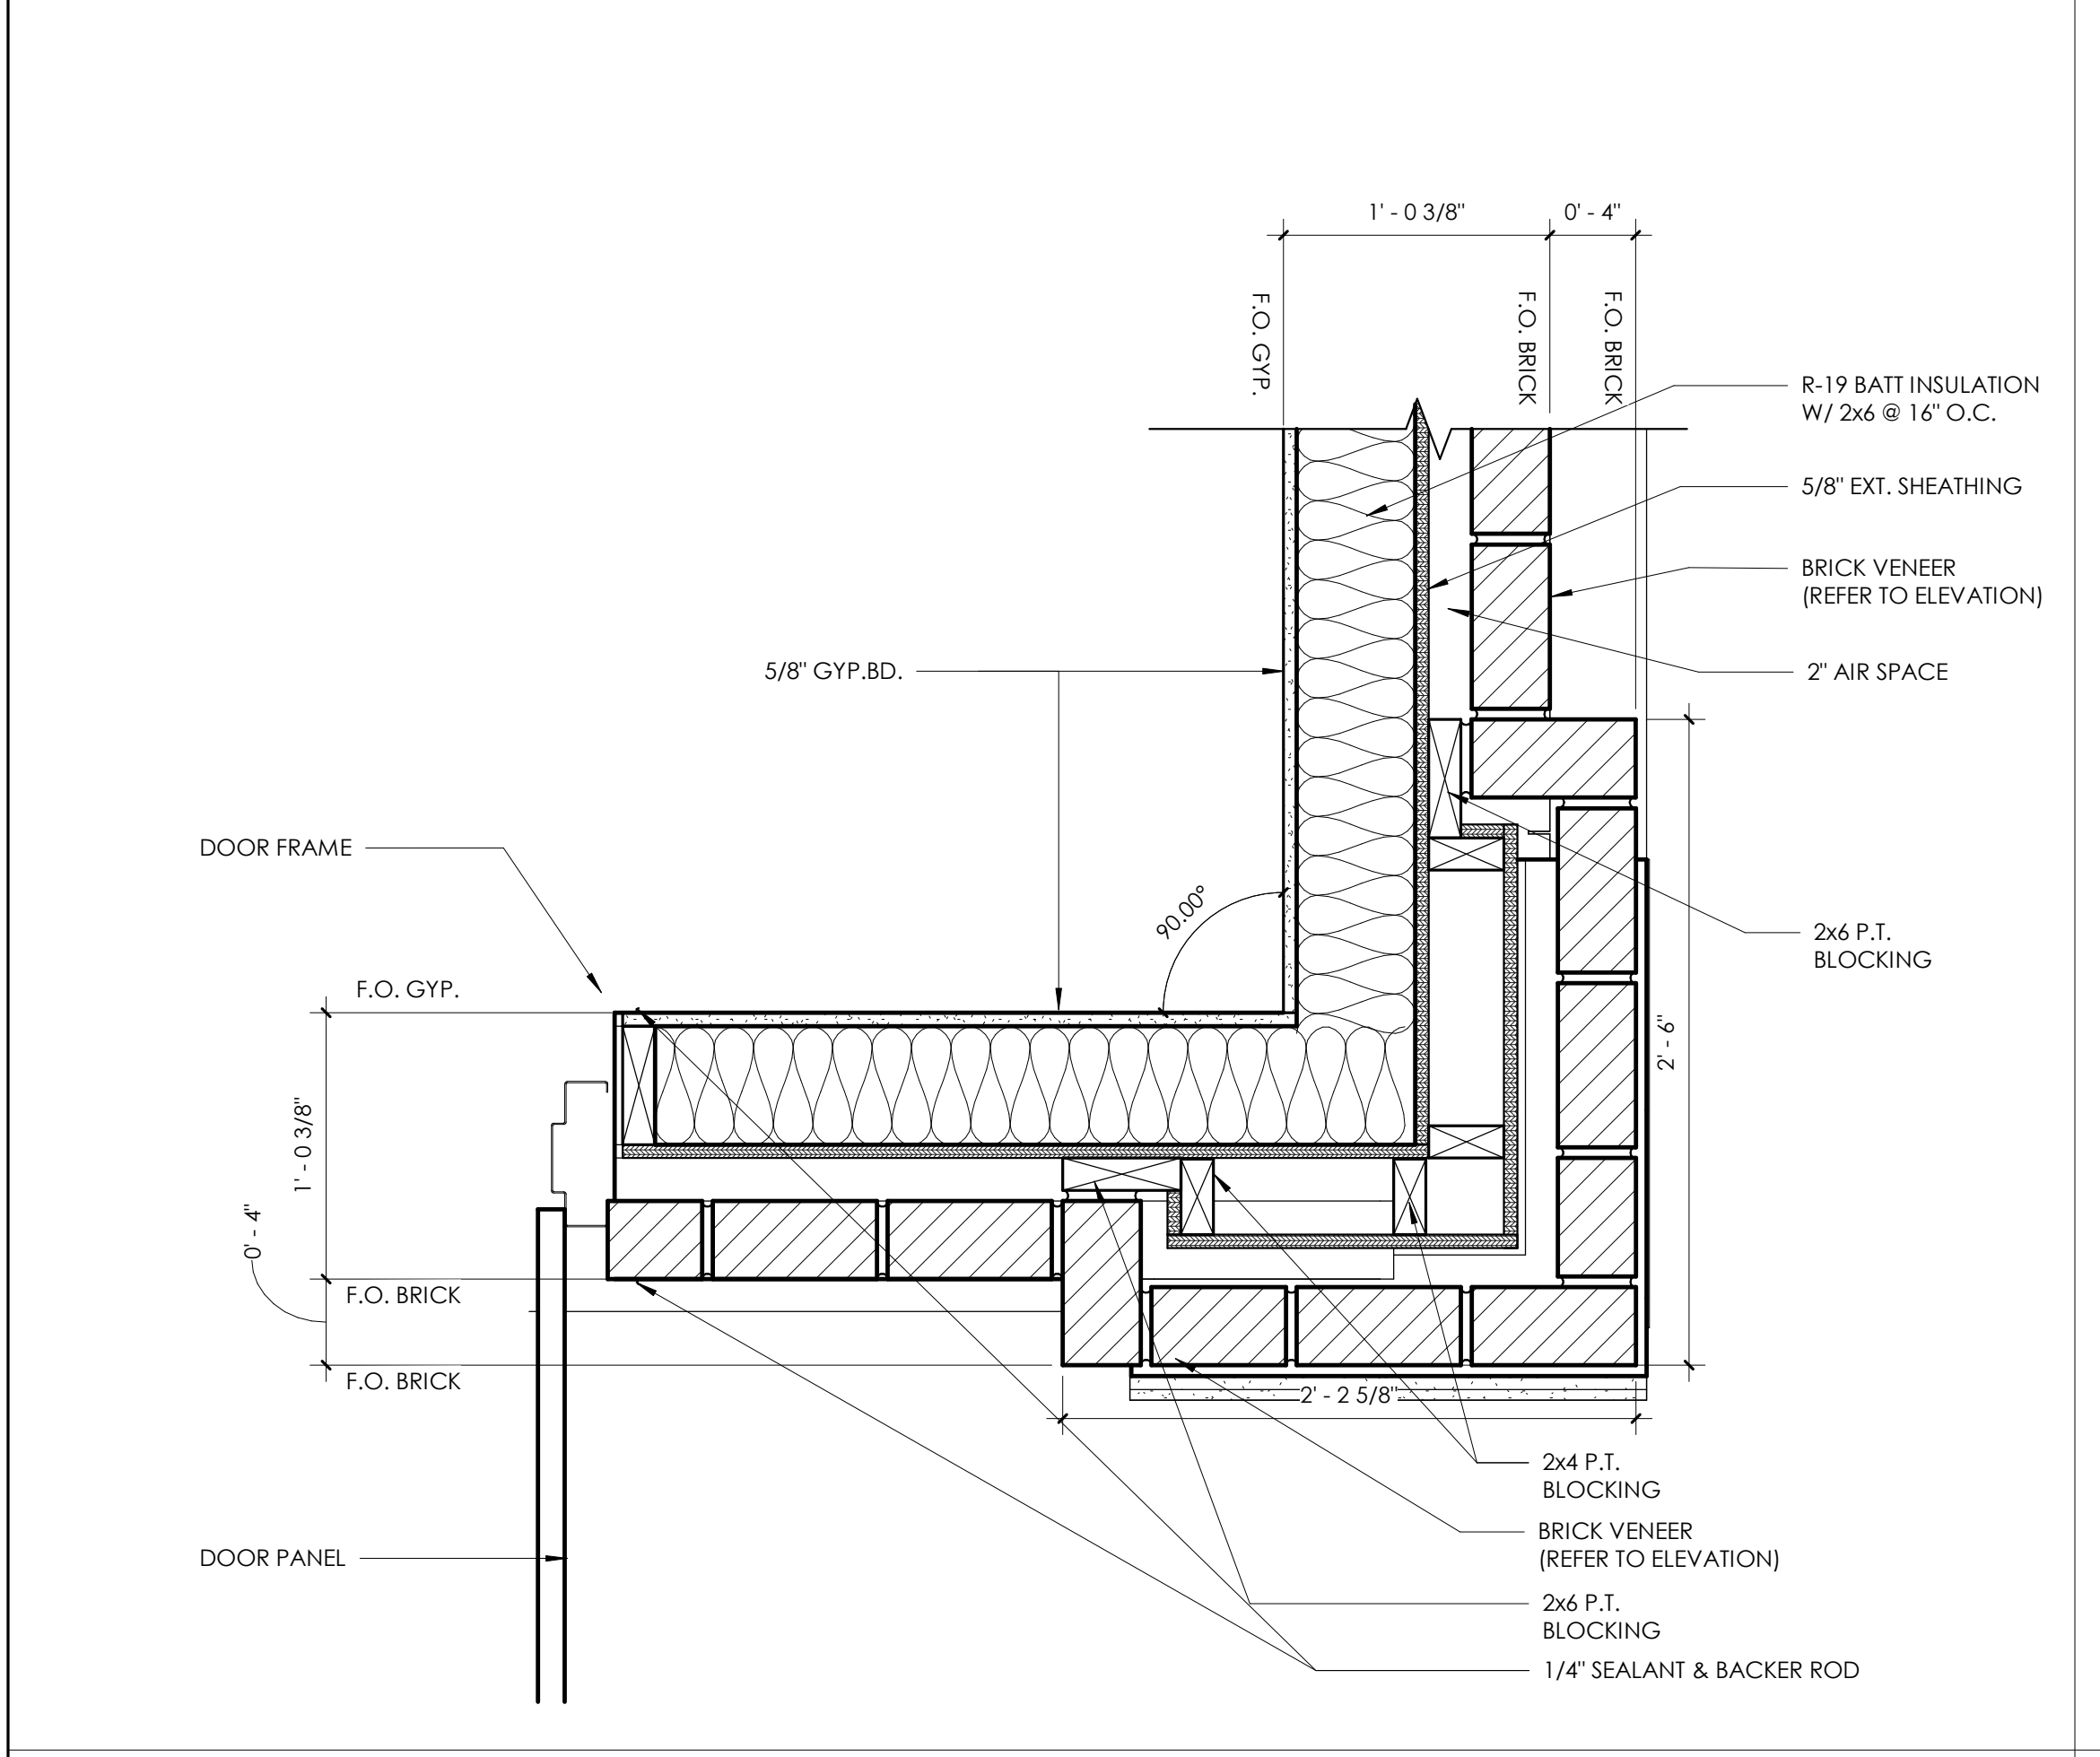 1' - 0 3/8"
0' - 4"
F.O. GYP.
F.O. BRICK
F.O. BRICK
R-19 BATT INSULATION
W/ 2x6 @ 16" O.C.
5/8" EXT. SHEATHING
BRICK VENEER
(REFER TO ELEVATION)
5/8" GYP.BD.
2" AIR SPACE
DOOR FRAME
90.00°
2x6 P.T.
BLOCKING
F.O. GYP.
2' - 6"
1' - 0 3/8"
0' - 4"
F.O. BRICK
F.O. BRICK
2' - 2 5/8"
2x4 P.T.
BLOCKING
BRICK VENEER
(REFER TO ELEVATION)
DOOR PANEL
2x6 P.T.
BLOCKING
1/4" SEALANT & BACKER ROD